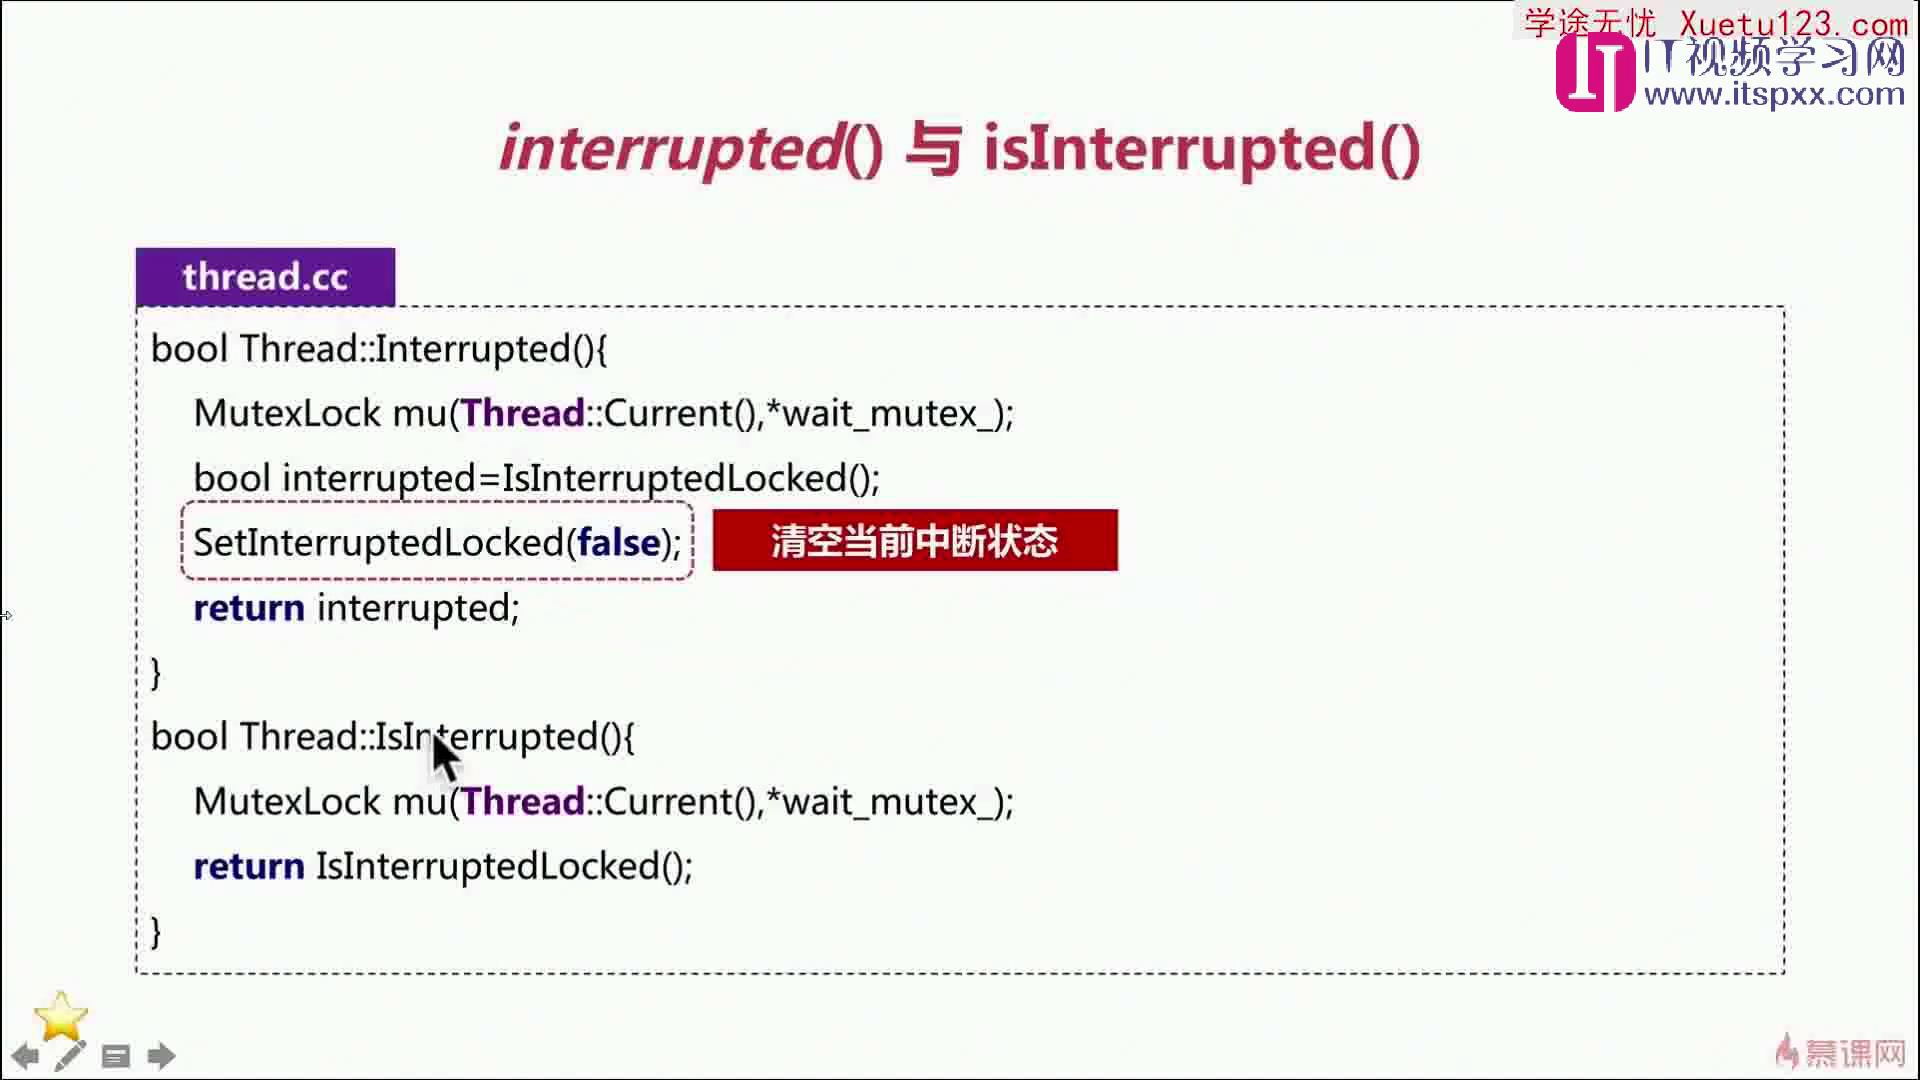 学途无忧 Xuetu123.com
IT视频学习网
www.itspxx.com
interrupted() 与 isInterrupted()
thread.cc
bool Thread::Interrupted(){
MutexLock mu(Thread::Current(),*wait_mutex_);
bool interrupted=IsInterruptedLocked();
SetInterruptedLocked(false);
清空当前中断状态
return interrupted;
}
bool Thread::IsInterrupted(){
MutexLock mu(Thread::Current(),*wait_mutex_);
return IsInterruptedLocked();
}
慕课网